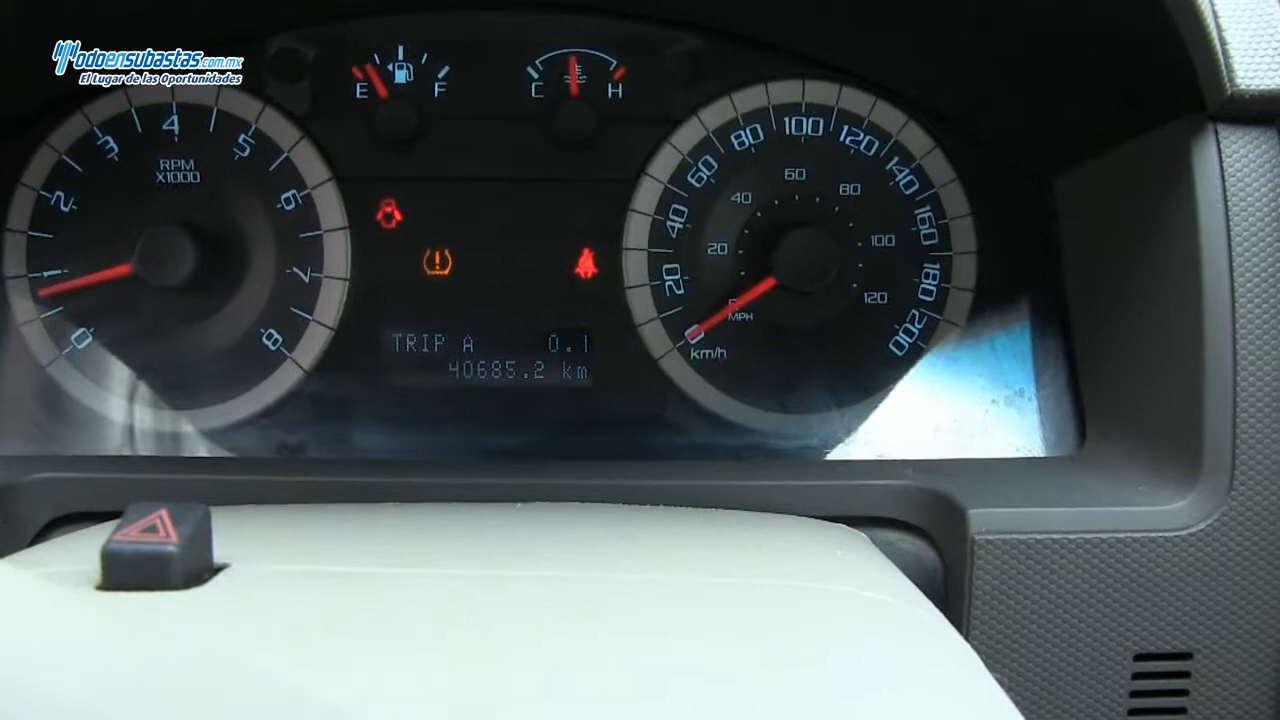 odoensubastas.com.mx
El Lugar de las Oportunidades
E F
C H
0 1 2 3 4 5 6 7 8
RPM
X1000
0 20 40 60 80 100 120 140 160 180 200
20 40 60 80 100 120
MPH
km/h
TRIP A 0.1
40685.2 km